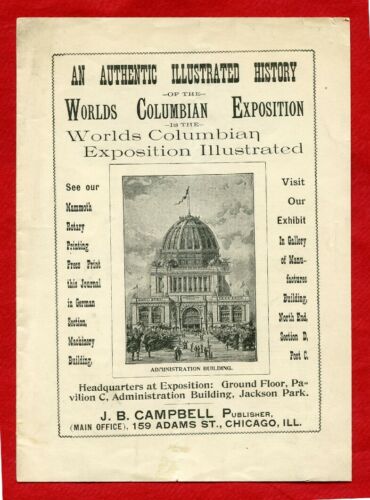 AN AUTHENTIC ILLUSTRATED HISTORY
-OF THE-
WORLDS COLUMBIAN EXPOSITION
-IS THE-
Worlds Columbian
Exposition Illustrated
See our
Mammoth
Rotary
Printing
Press Print
this Journal
in German
Section,
Machinery
Building,
Visit
Our
Exhibit
In Gallery
of Manu-
factures
Building,
North End,
Section D,
Post C.
ADMINISTRATION BUILDING.
Headquarters at Exposition: Ground Floor, Pa-
vilion C, Administration Building, Jackson Park.
J. B. CAMPBELL PUBLISHER,
(MAIN OFFICE), 159 ADAMS ST., CHICAGO, ILL.